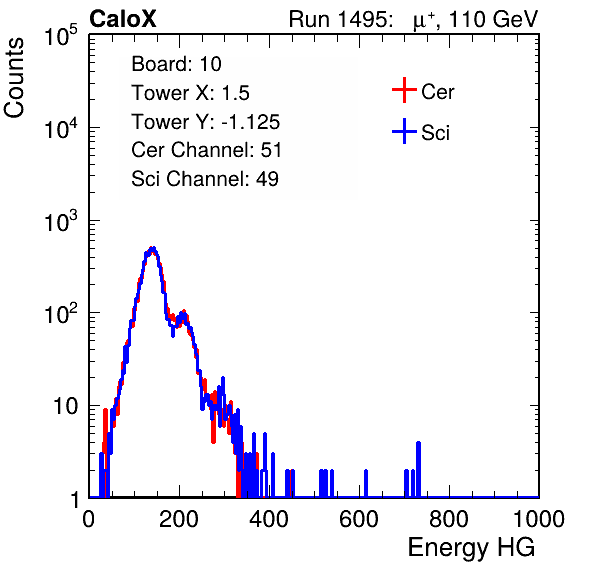 CaloX Run 1495: μ⁺, 110 GeV
Counts
Board: 10
Tower X: 1.5
Tower Y: -1.125
Cer Channel: 51
Sci Channel: 49
Cer
Sci
10⁵
10⁴
10³
10²
10
1
0 200 400 600 800 1000
Energy HG